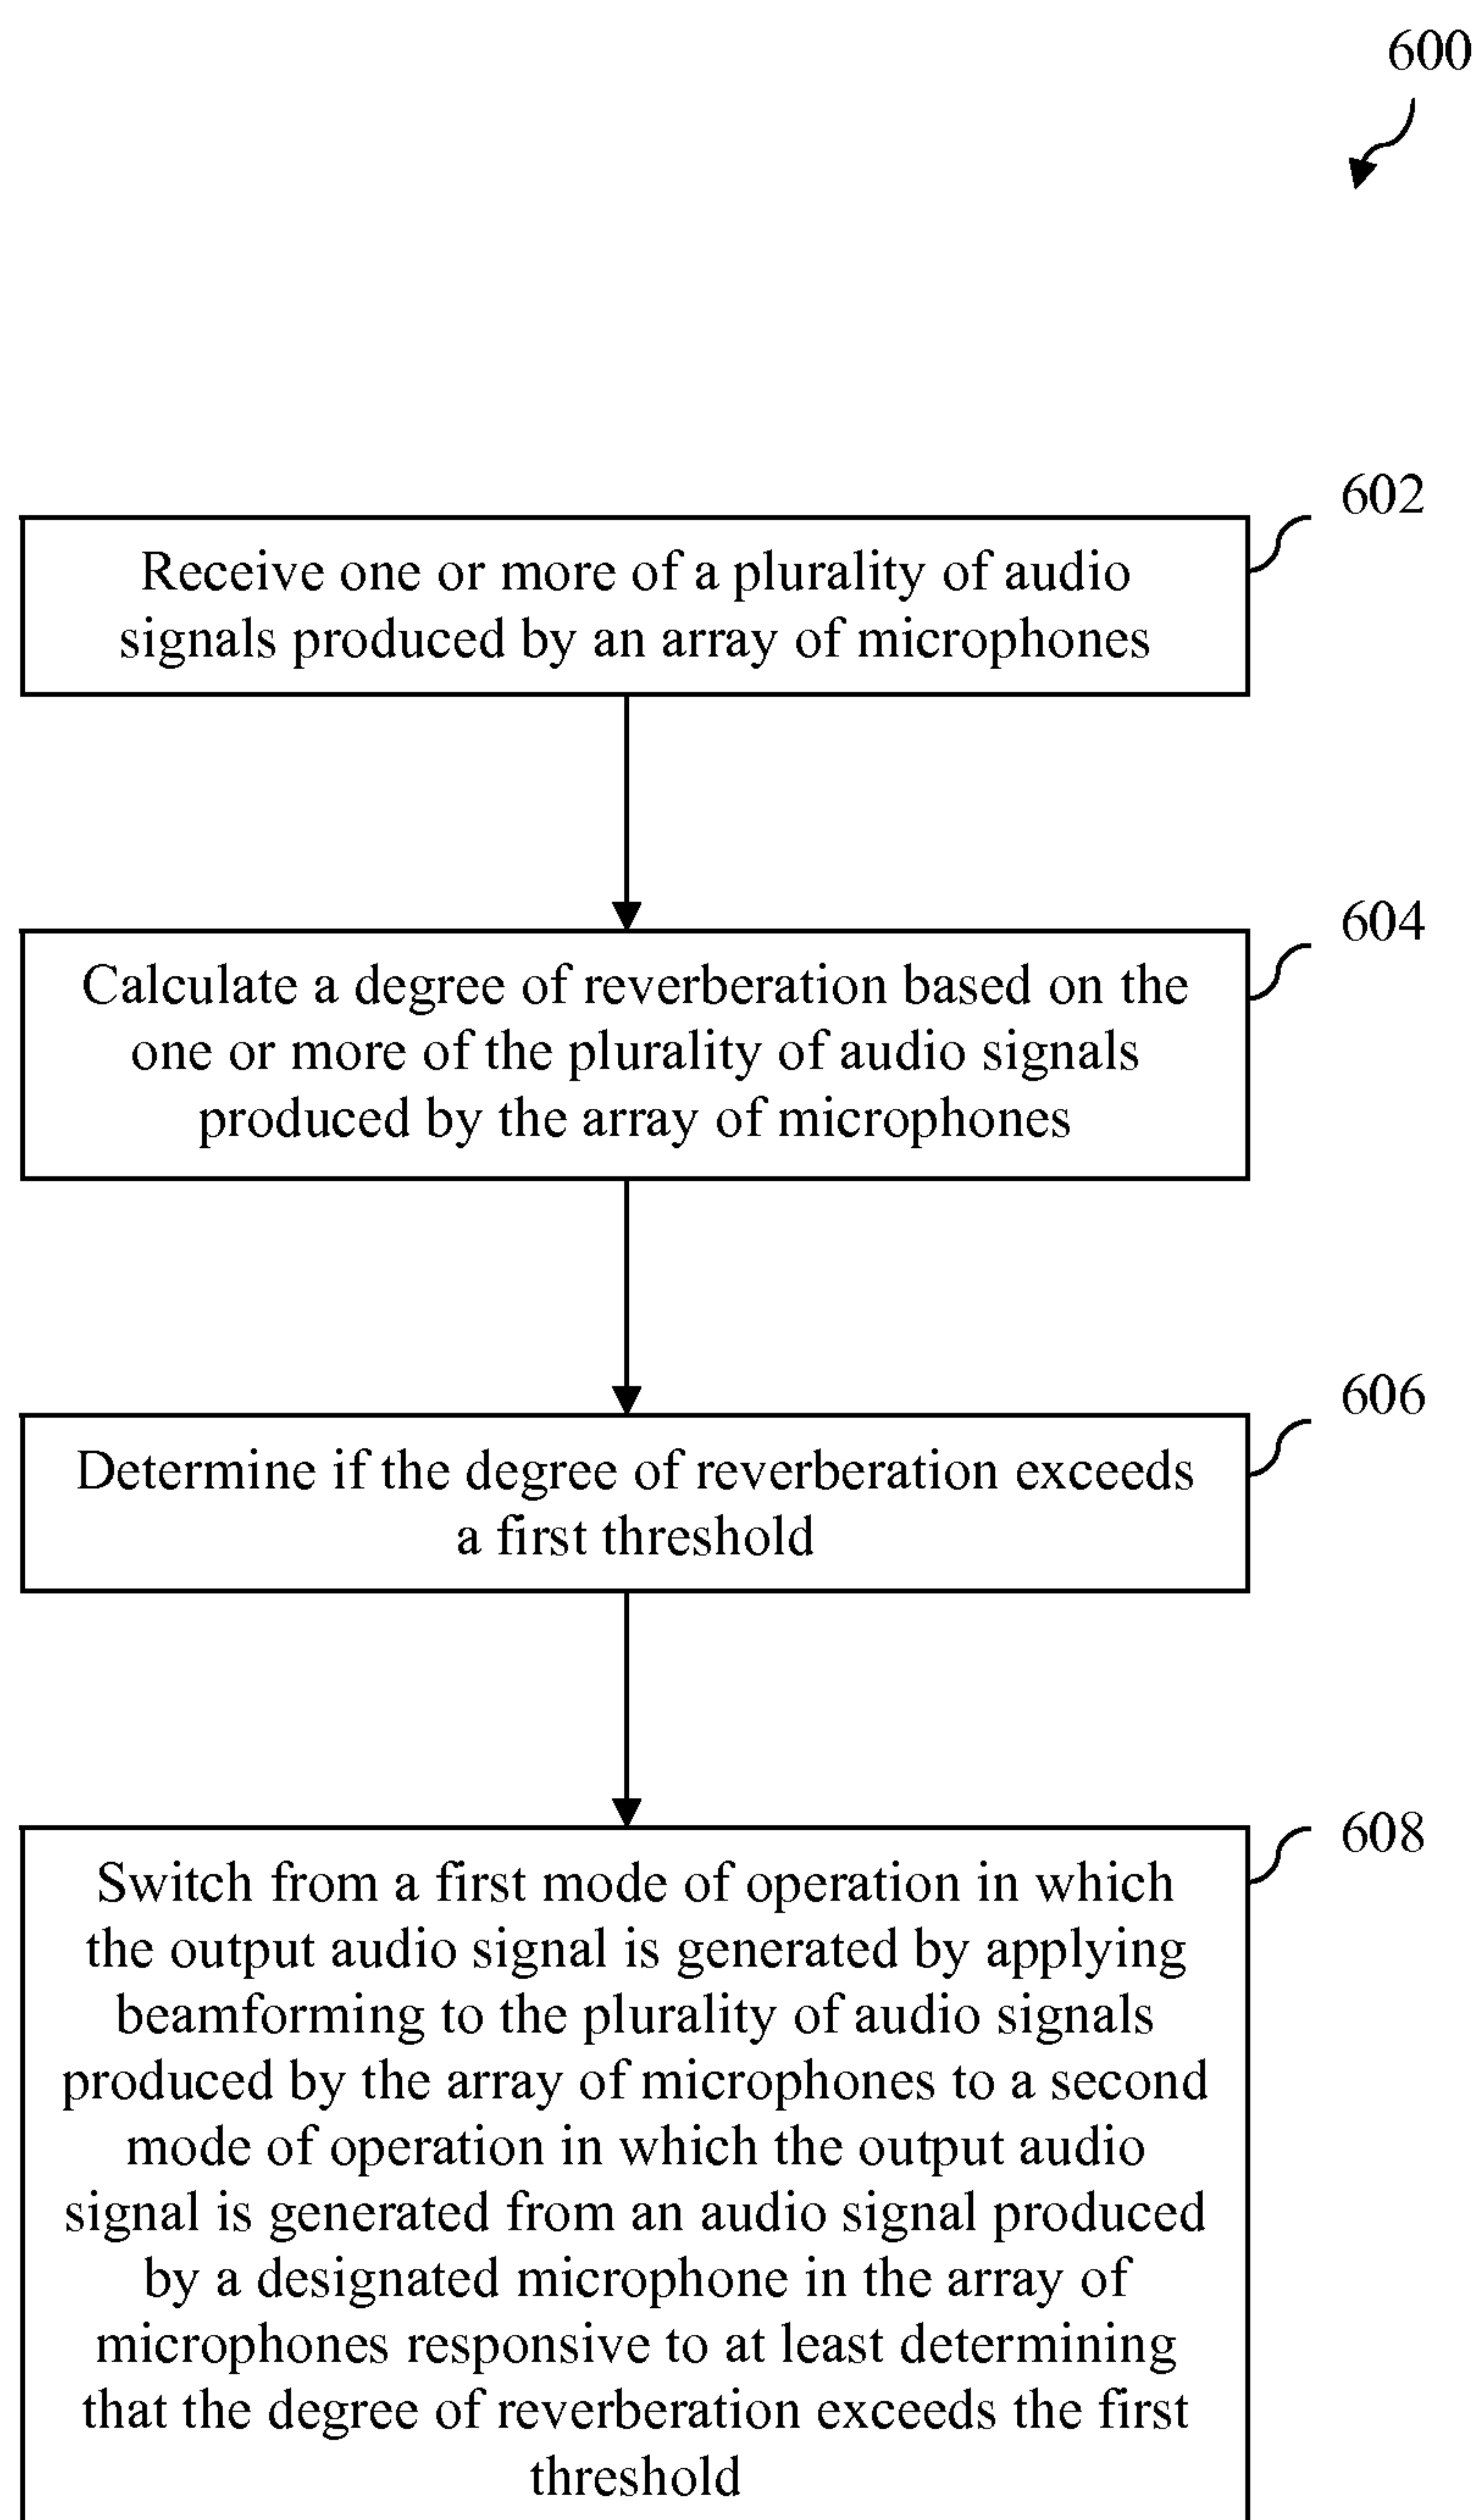 600
602
Receive one or more of a plurality of audio
signals produced by an array of microphones
604
Calculate a degree of reverberation based on the
one or more of the plurality of audio signals
produced by the array of microphones
606
Determine if the degree of reverberation exceeds
a first threshold
608
Switch from a first mode of operation in which
the output audio signal is generated by applying
beamforming to the plurality of audio signals
produced by the array of microphones to a second
mode of operation in which the output audio
signal is generated from an audio signal produced
by a designated microphone in the array of
microphones responsive to at least determining
that the degree of reverberation exceeds the first
threshold